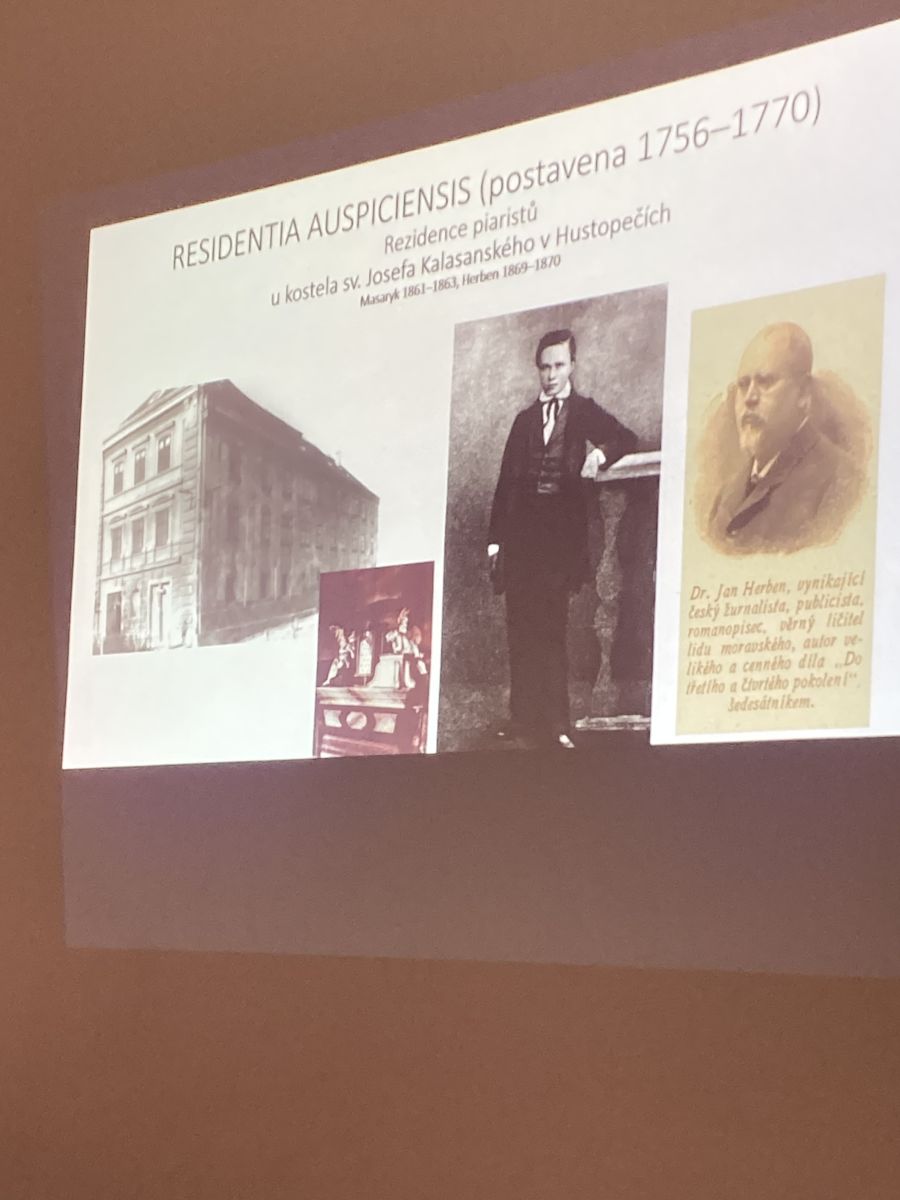 RESIDENTIA AUSPICIENSIS (postavena 1756–1770)
Rezidence piaristů
u kostela sv. Josefa Kalasanského v Hustopečích
Masaryk 1861–1863, Herben 1869–1870
Dr. Jan Herben, vynikající
český žurnalista, publicista,
romanopisec, věrný líčitel
lidu moravského, autor ve-
likého a cenného díla „Do
třetího a čtvrtého pokolení“.
šedesátníkem.